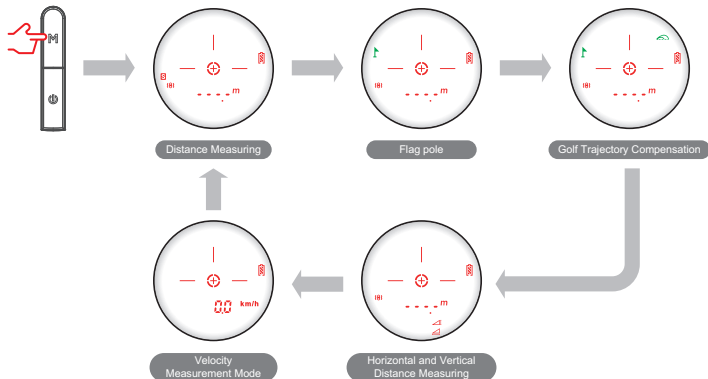 M
S
m
Distance Measuring
m
Flag pole
m
Golf Trajectory Compensation
0.0 km/h
Velocity
Measurement Mode
m
Horizontal and Vertical
Distance Measuring